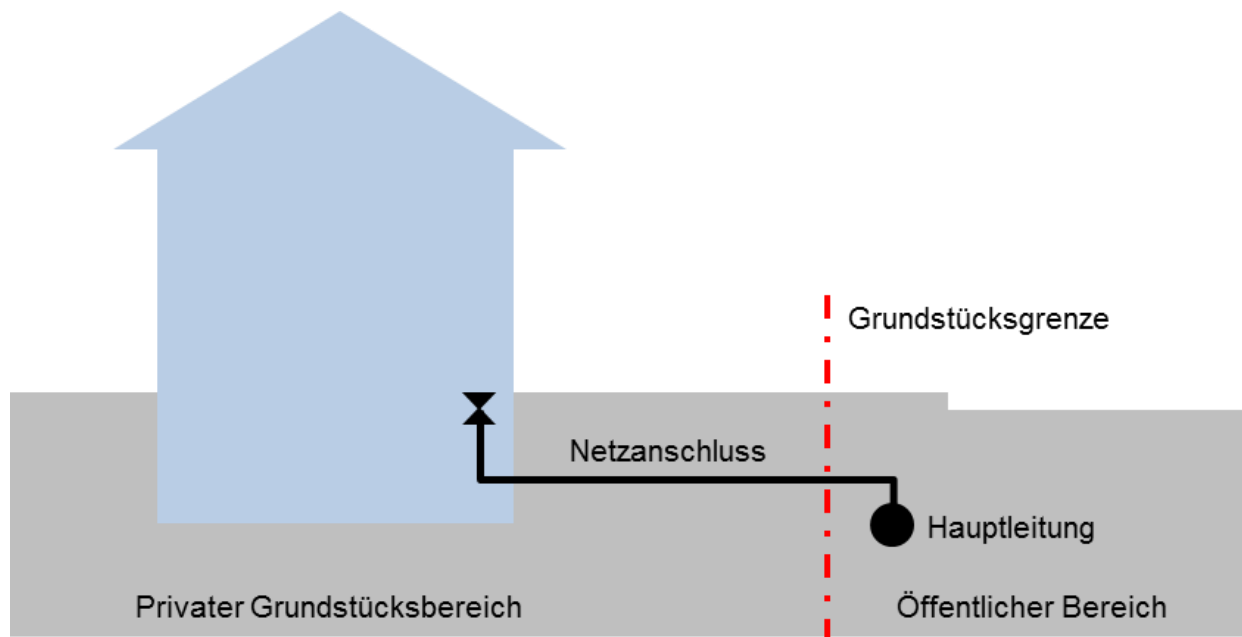 Grundstücksgrenze
Netzanschluss
Hauptleitung
Privater Grundstücksbereich
Öffentlicher Bereich